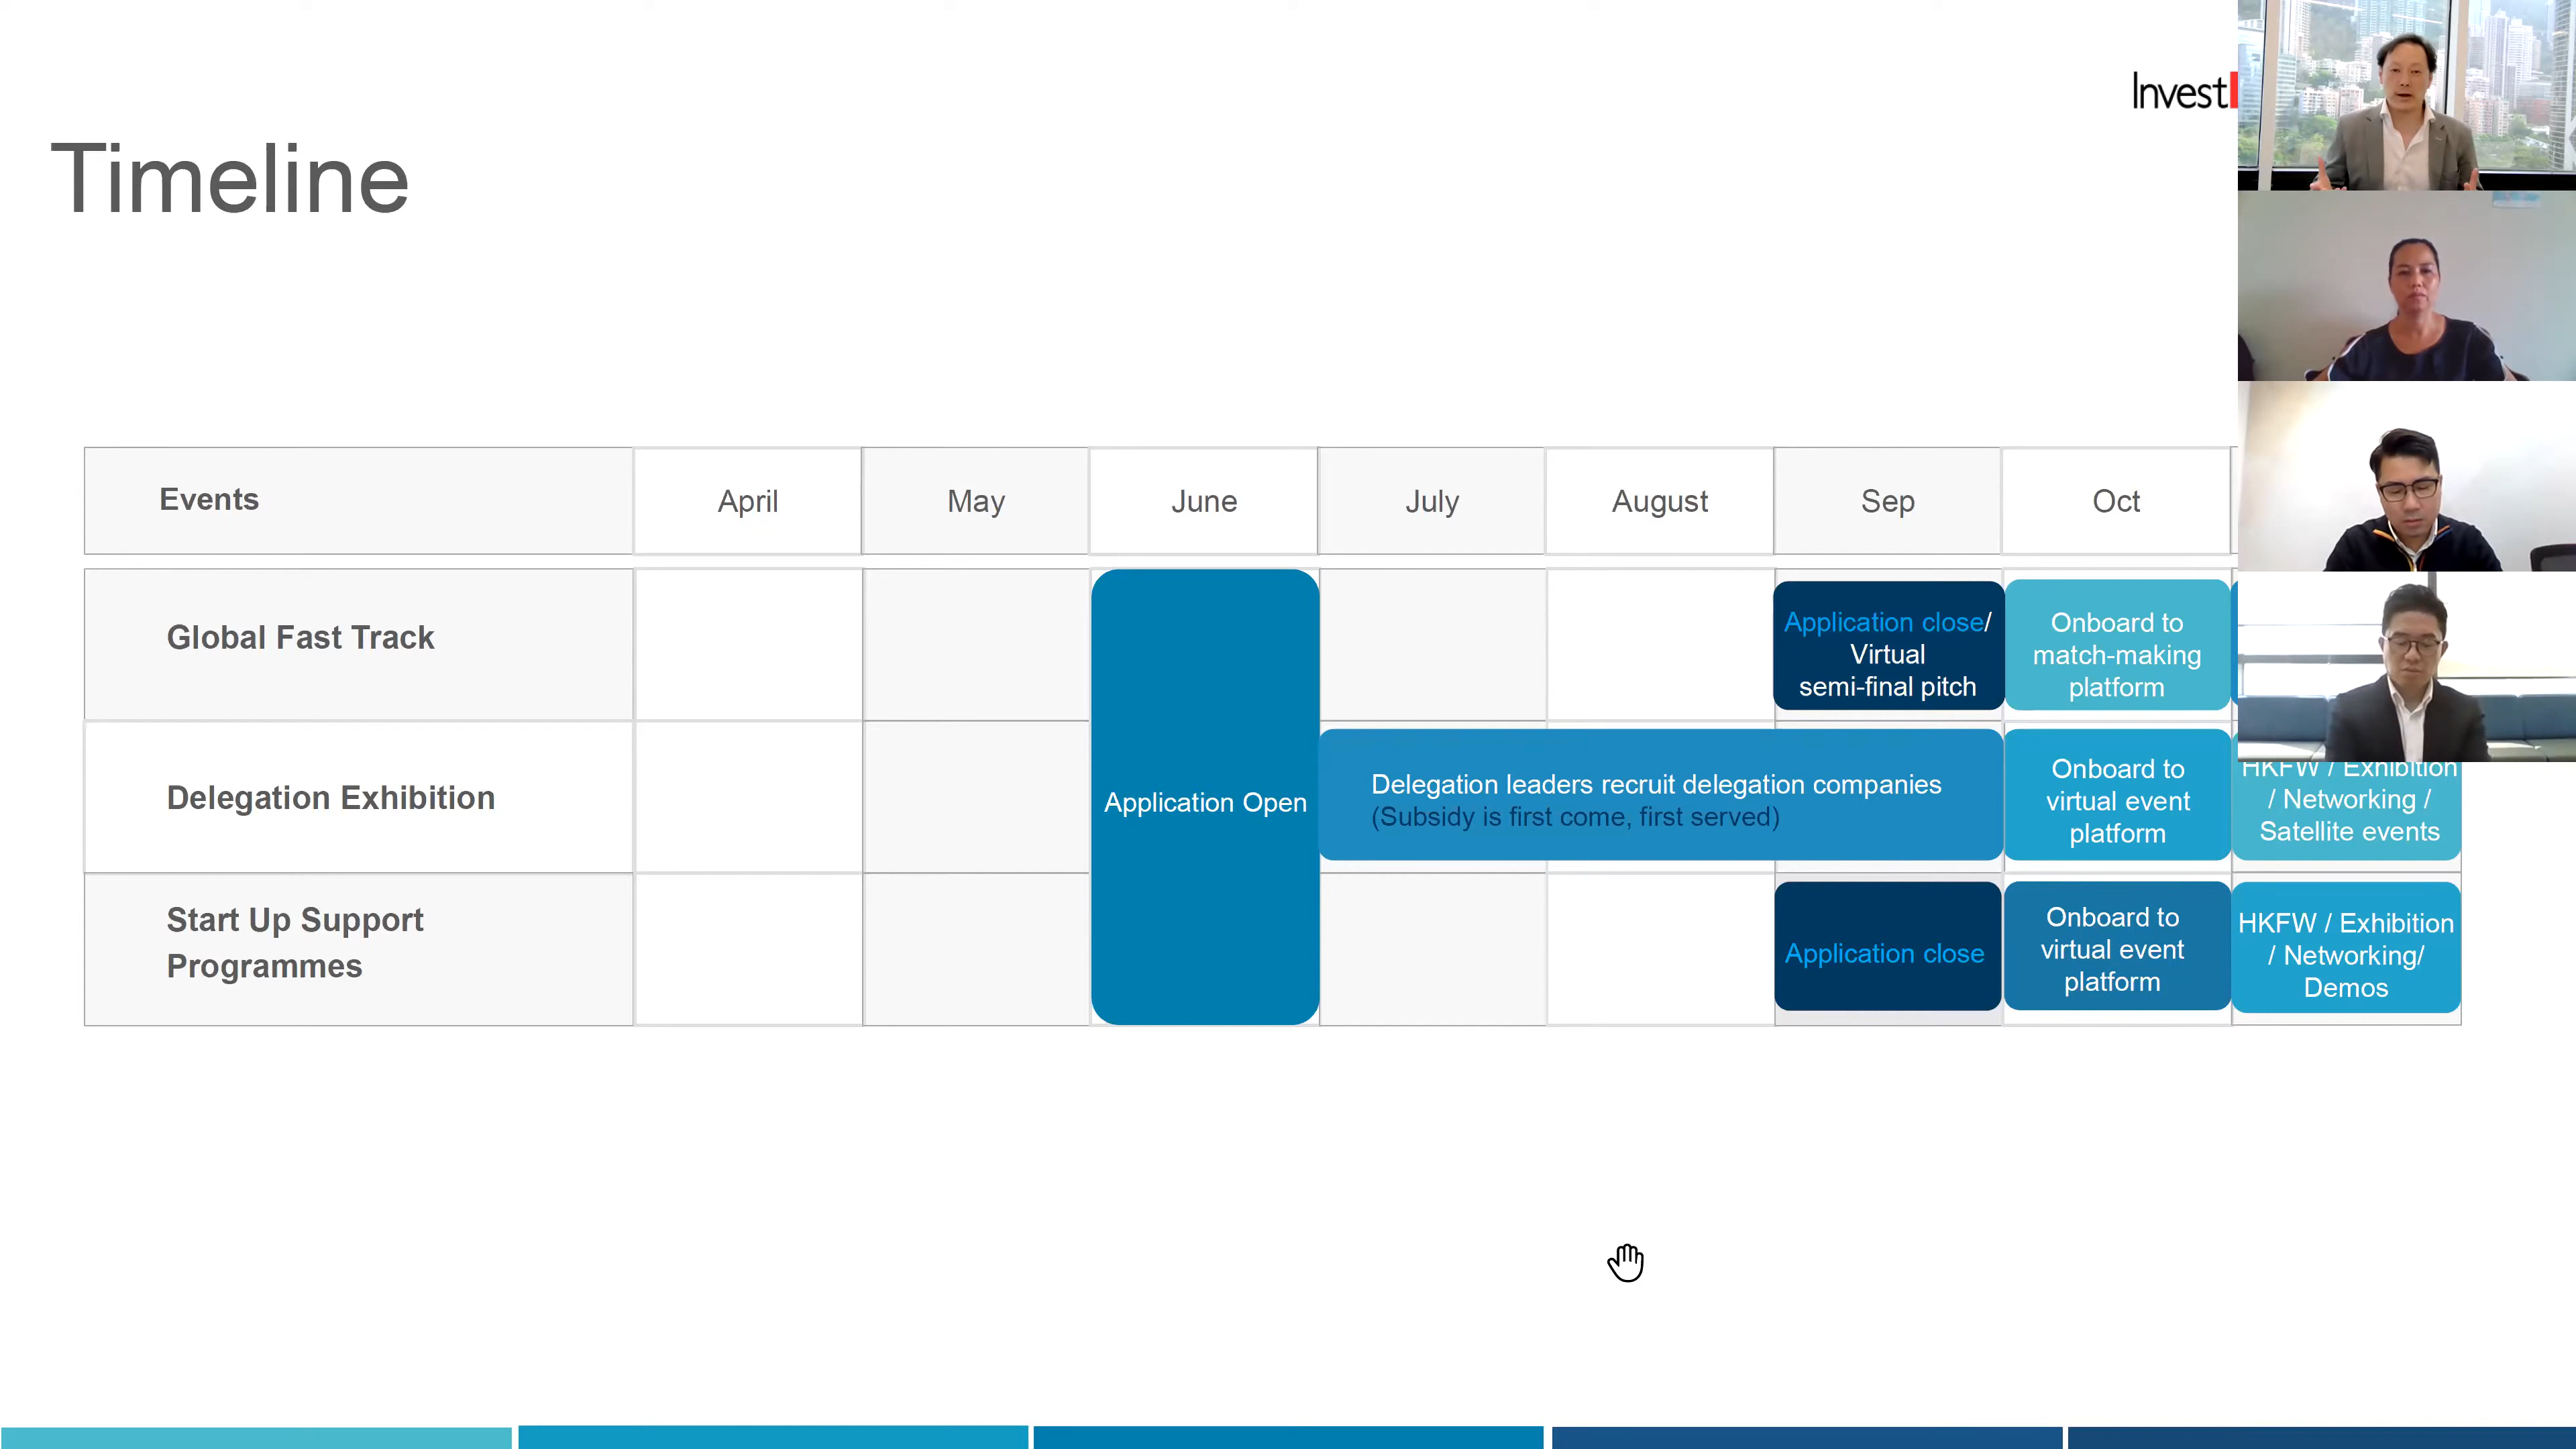 Invest
Timeline
Events
April
May
June
July
August
Sep
Oct
Global Fast Track
Application close/
Virtual
semi-final pitch
Onboard to
match-making
platform
Application Open
Delegation Exhibition
Delegation leaders recruit delegation companies
(Subsidy is first come, first served)
Onboard to
virtual event
platform
HKFW / Exhibition
/ Networking /
Satellite events
Start Up Support
Programmes
Application close
Onboard to
virtual event
platform
HKFW / Exhibition
/ Networking/
Demos